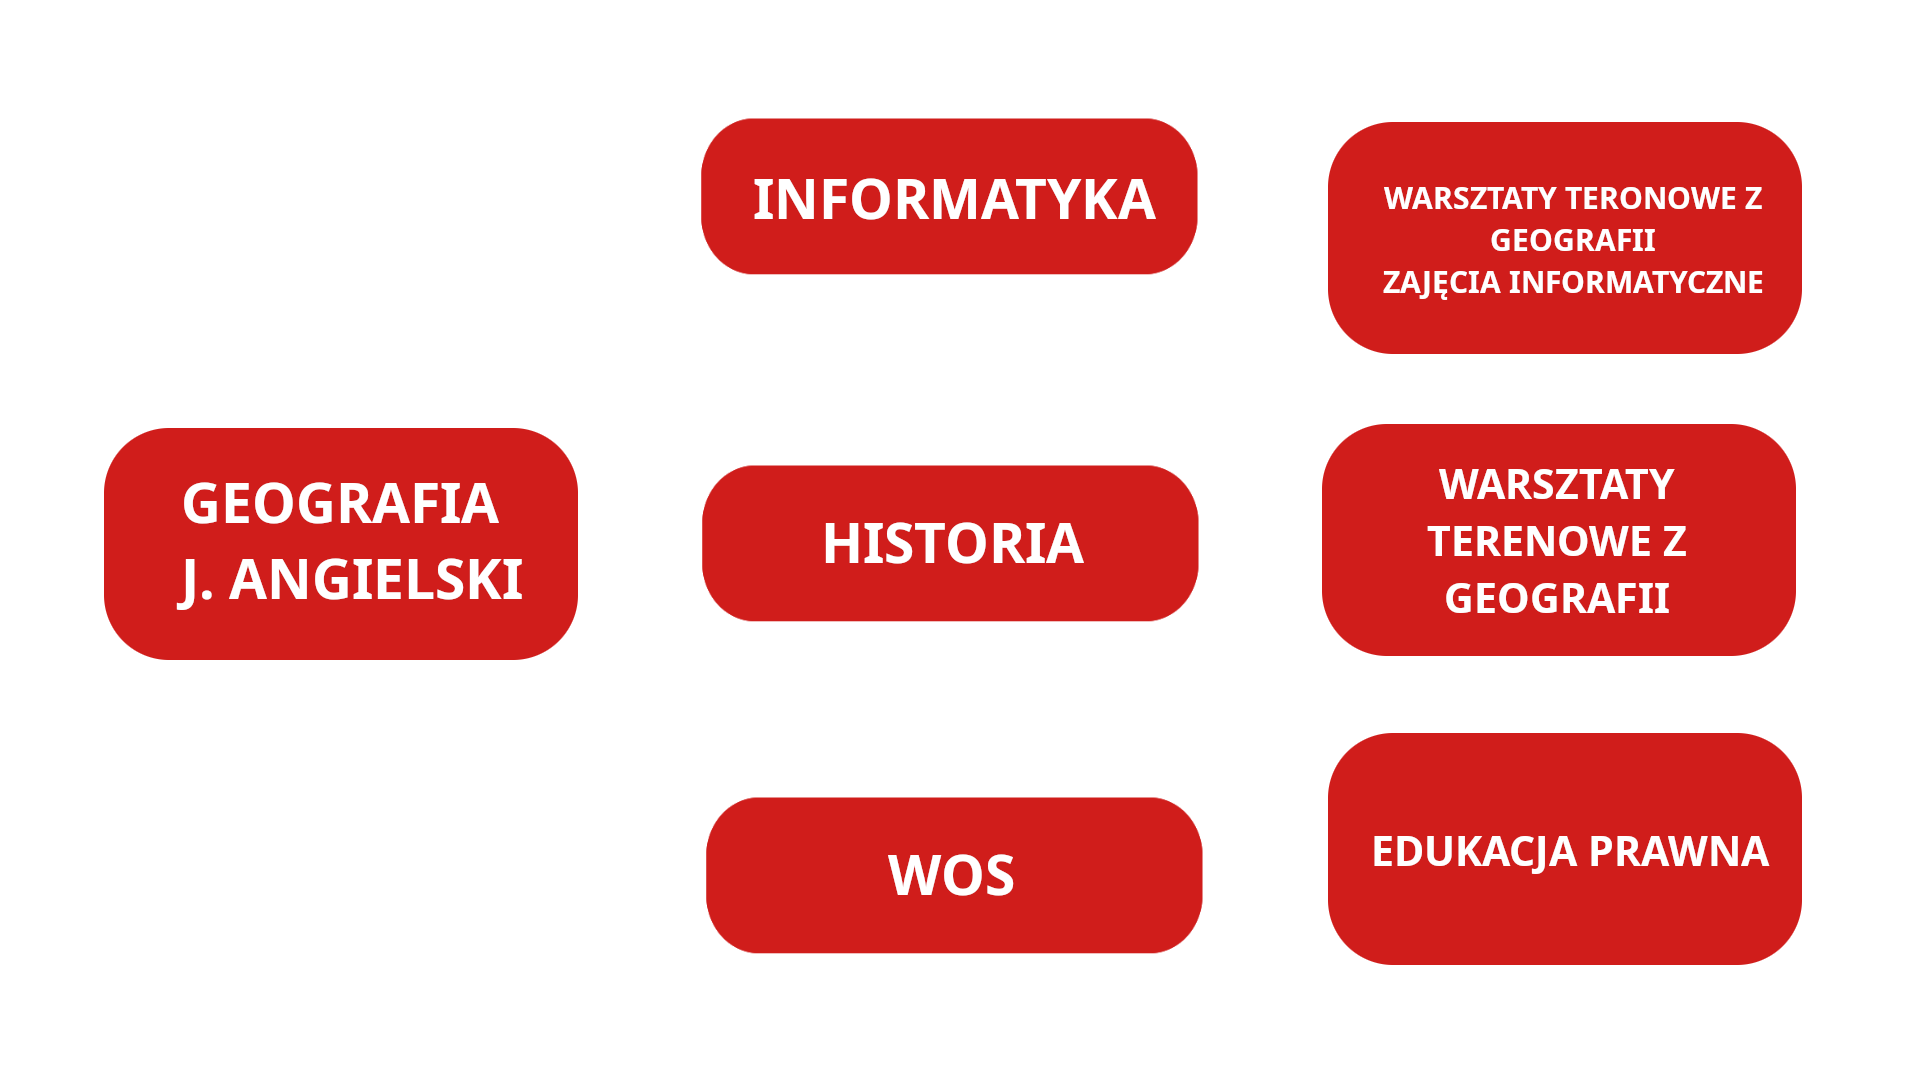 GEOGRAFIA
J. ANGIELSKI
INFORMATYKA
HISTORIA
WOS
WARSZTATY TERONOWE Z
GEOGRAFII
ZAJĘCIA INFORMATYCZNE
WARSZTATY
TERENOWE Z
GEOGRAFII
EDUKACJA PRAWNA